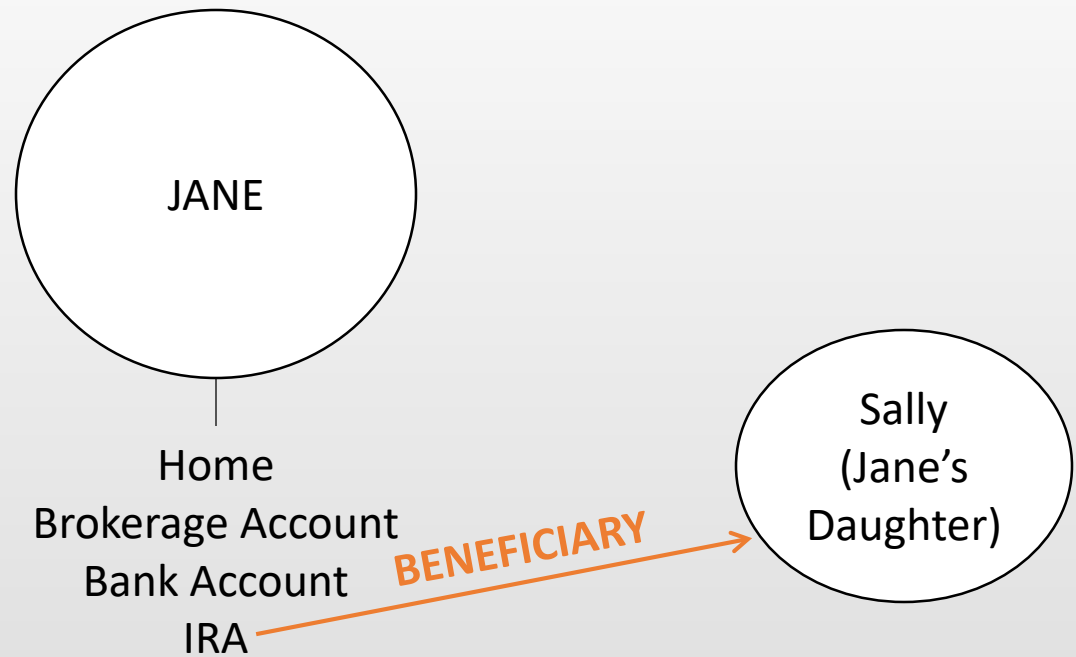 JANE
Home
Brokerage Account
Bank Account
IRA
BENEFICIARY
Sally
(Jane’s
Daughter)